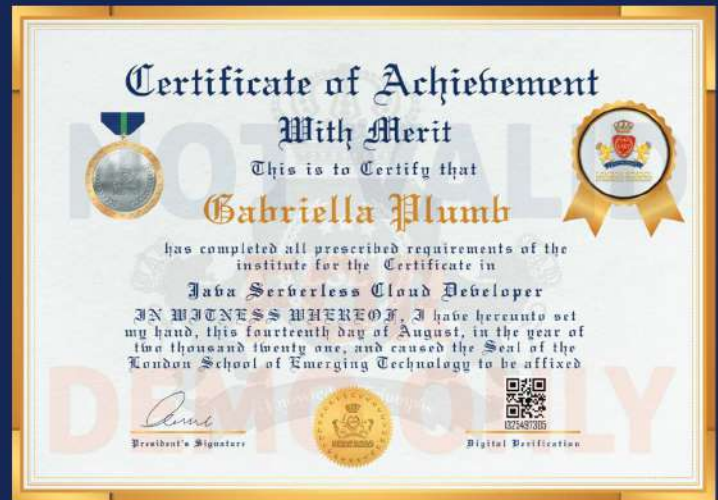 Certificate of Achievement
With Merit
This is to Certify that
Gabriella Plumb
has completed all prescribed requirements of the
institute for the Certificate in
Java Serverless Cloud Developer
IN WITNESS WHEREOF, I have hereunto set
my hand, this fourteenth day of August, in the year of
two thousand twenty one, and caused the Seal of the
London School of Emerging Technology to be affixed
NOT VALID
FOR
DEMO ONLY
1325497305
President's Signature
Digital Verification